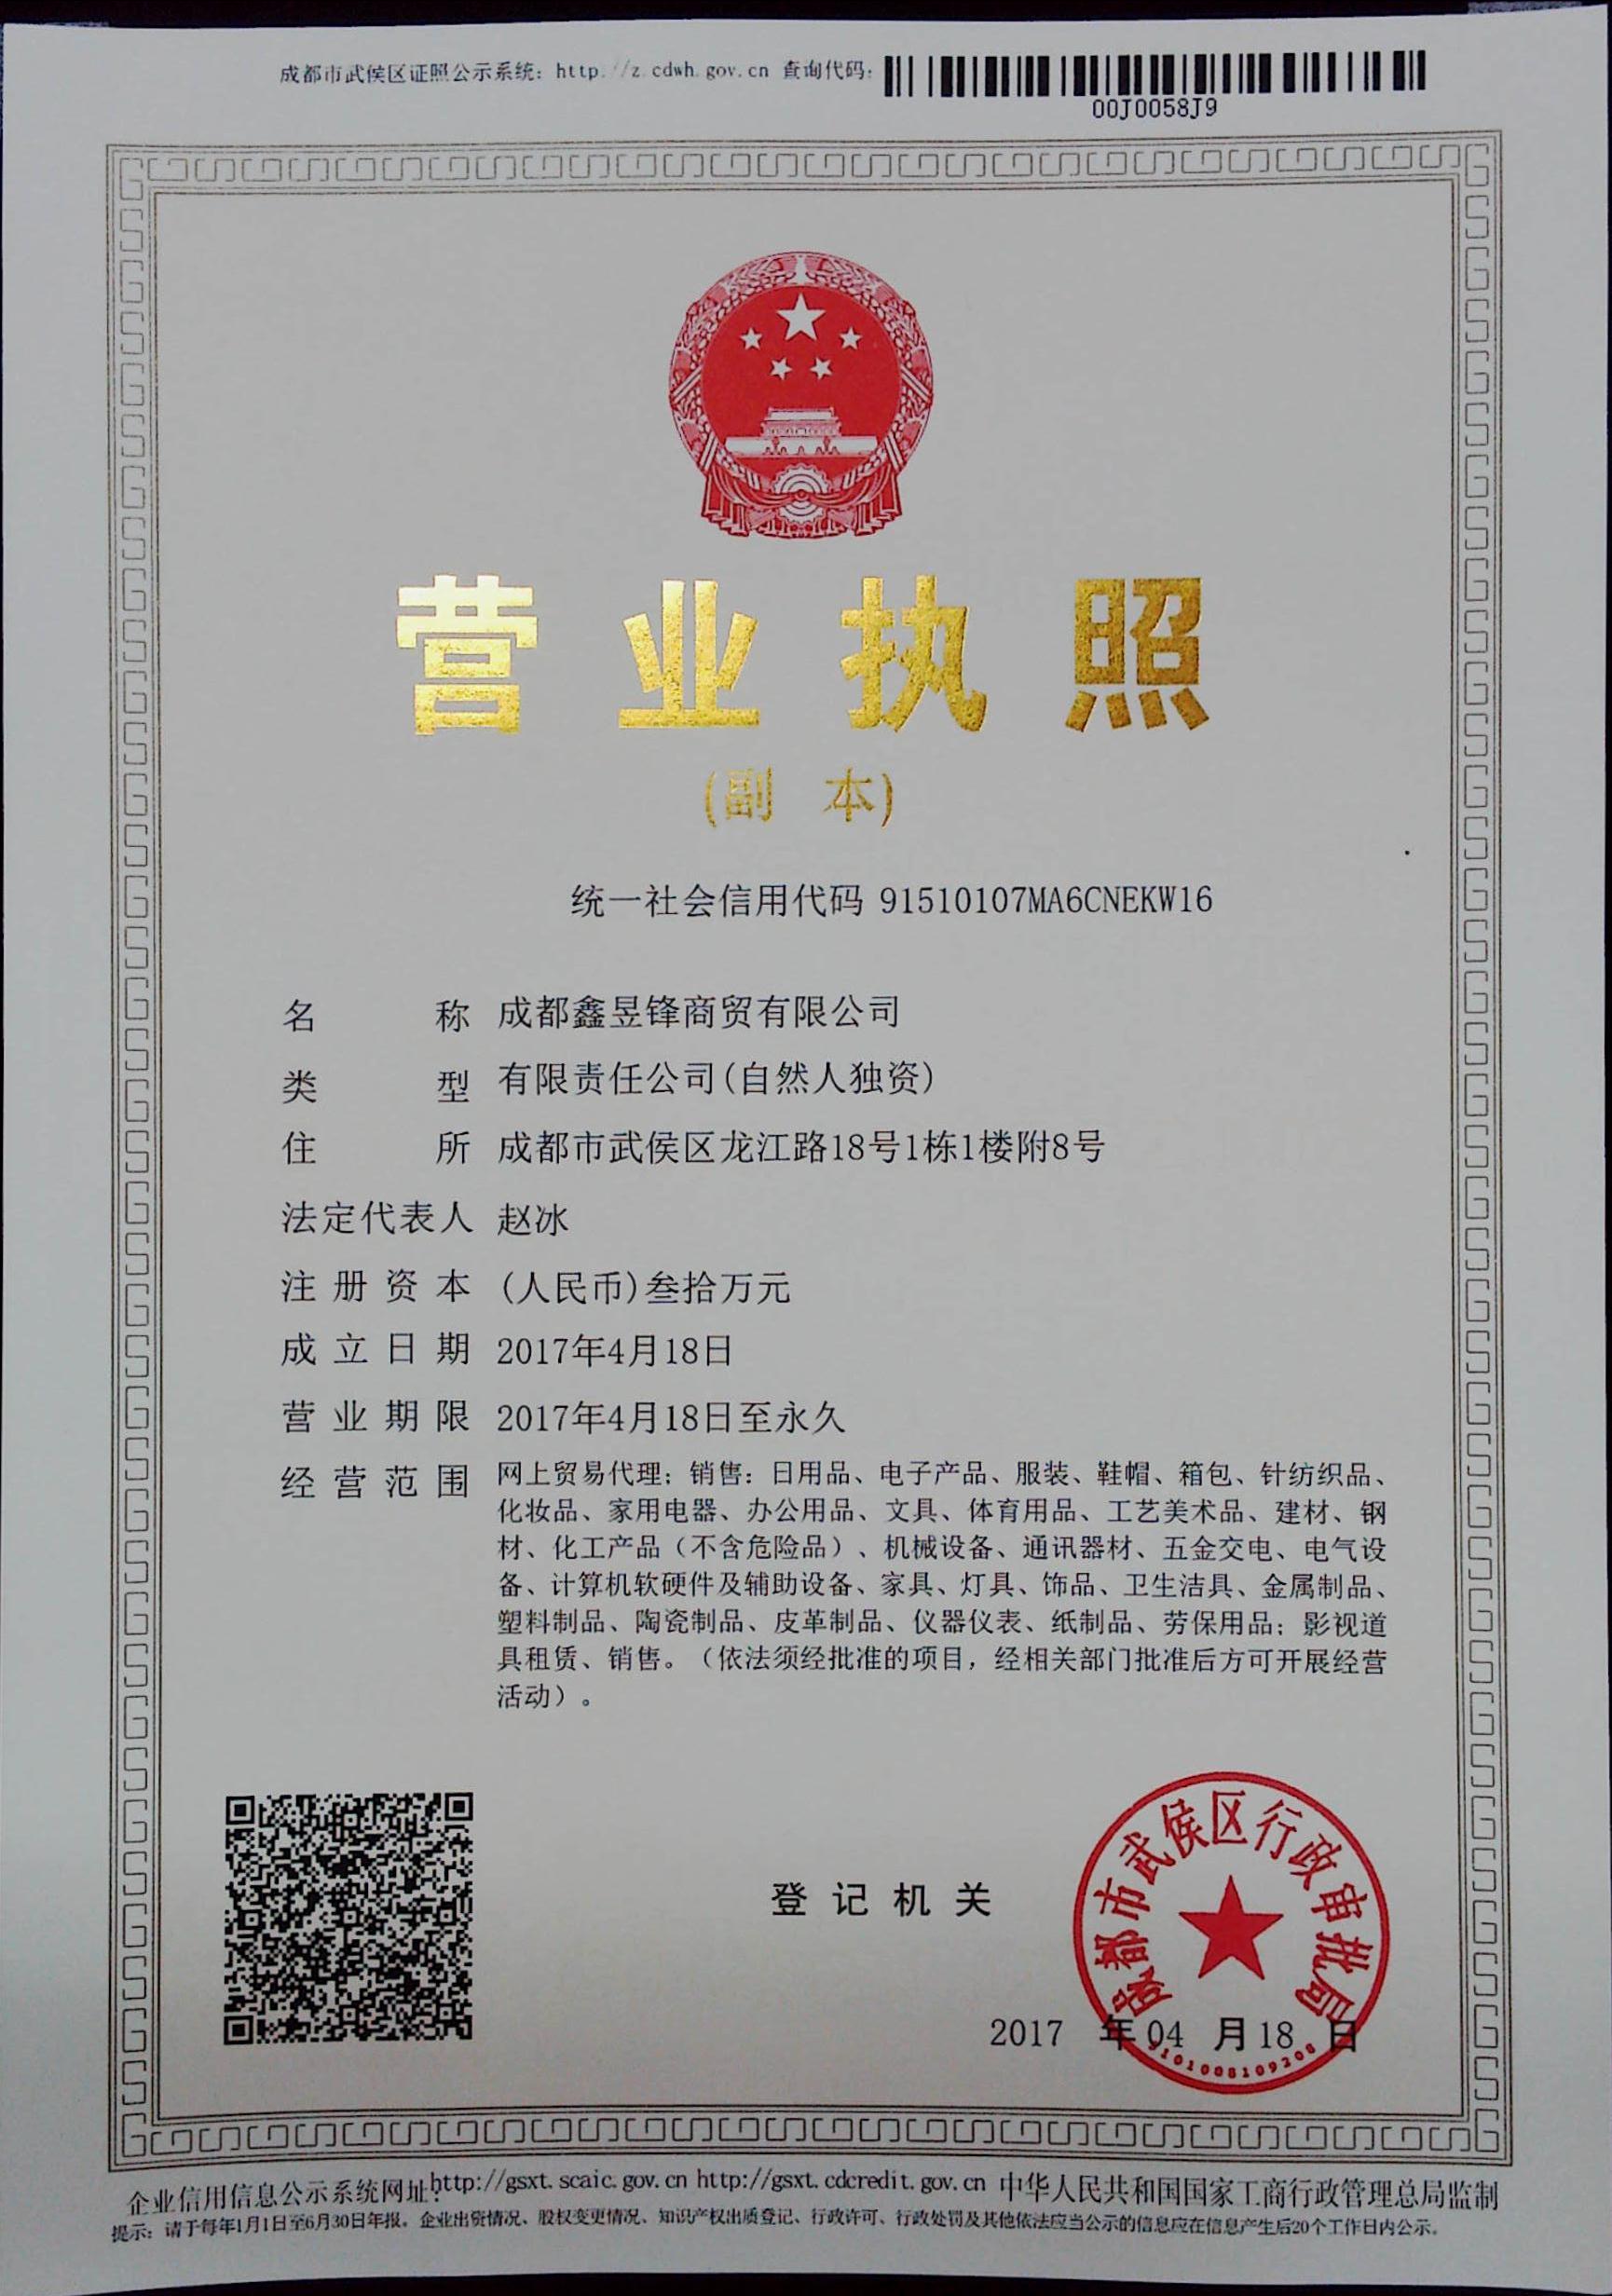 成都市武侯区证照公示系统：http://z.cdwh.gov.cn 查询代码：
00J0058J9
营业执照
(副 本)
统一社会信用代码 91510107MA6CNEKW16
名 称 成都鑫昱锋商贸有限公司
类 型 有限责任公司(自然人独资)
住 所 成都市武侯区龙江路18号1栋1楼附8号
法定代表人 赵冰
注册资本 (人民币)叁拾万元
成立日期 2017年4月18日
营业期限 2017年4月18日至永久
经营范围 网上贸易代理；销售：日用品、电子产品、服装、鞋帽、箱包、针纺织品、
化妆品、家用电器、办公用品、文具、体育用品、工艺美术品、建材、钢
材、化工产品（不含危险品）、机械设备、通讯器材、五金交电、电气设
备、计算机软硬件及辅助设备、家具、灯具、饰品、卫生洁具、金属制品、
塑料制品、陶瓷制品、皮革制品、仪器仪表、纸制品、劳保用品；影视道
具租赁、销售。（依法须经批准的项目，经相关部门批准后方可开展经营
活动）。
成都市武侯区行政审批局
登记机关
2017 年 04 月 18 日
5101008109208
企业信用信息公示系统网址：http://gsxt.scaic.gov.cn http://gsxt.cdcredit.gov.cn 中华人民共和国国家工商行政管理总局监制
提示：请于每年1月1日至6月30日年报。企业出资情况、股权变更情况、知识产权出质登记、行政许可、行政处罚及其他依法应当公示的信息应在信息产生后20个工作日内公示。